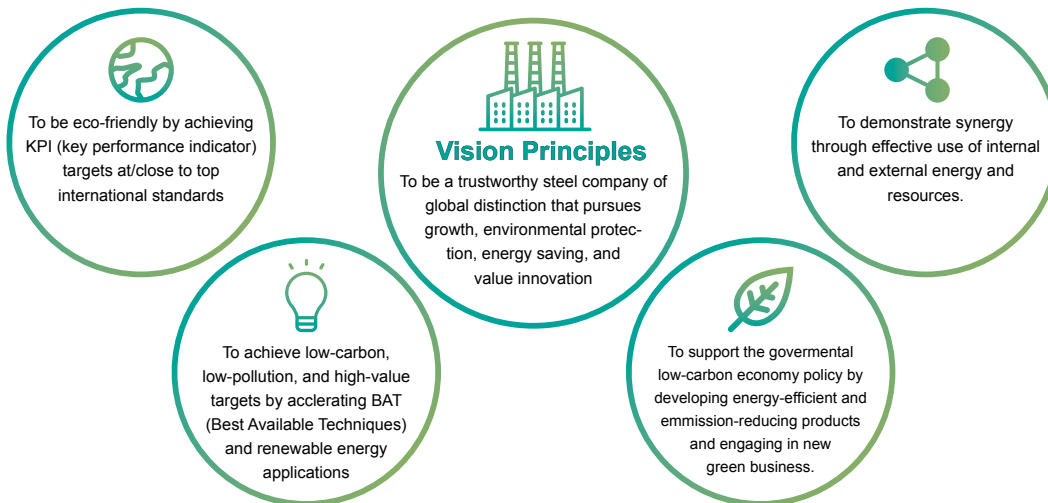 To be eco-friendly by achieving
KPI (key performance indicator)
targets at/close to top
international standards
Vision Principles
To be a trustworthy steel company of
global distinction that pursues
growth, environmental protec-
tion, energy saving, and
value innovation
To demonstrate synergy
through effective use of internal
and external energy and
resources.
To achieve low-carbon,
low-pollution, and high-value
targets by acclerating BAT
(Best Available Techniques)
and renewable energy
applications
To support the govermental
low-carbon economy policy by
developing energy-efficient and
emmission-reducing products
and engaging in new
green business.